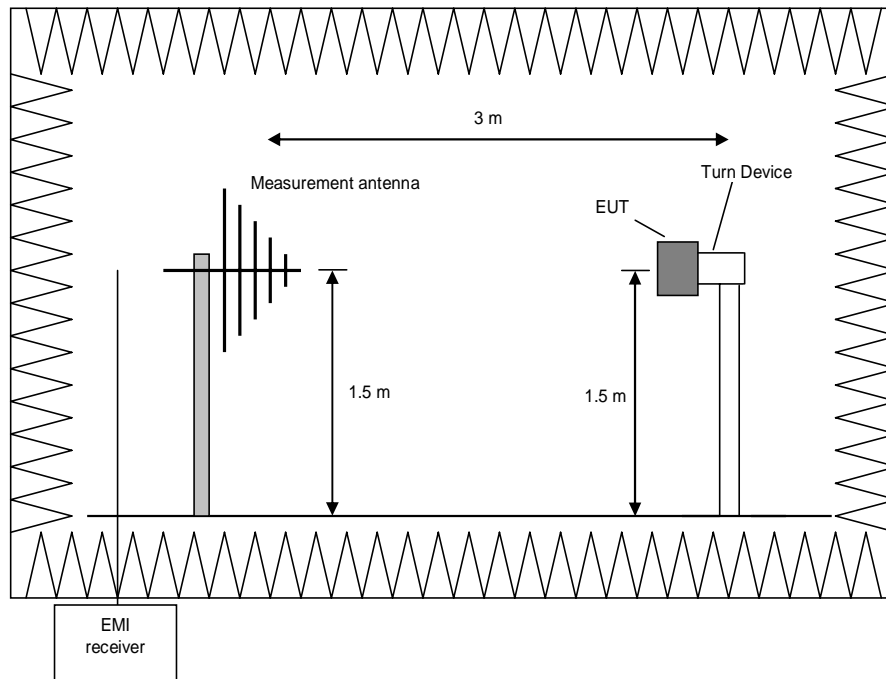 3 m
Measurement antenna
Turn Device
EUT
1.5 m
1.5 m
EMI
receiver